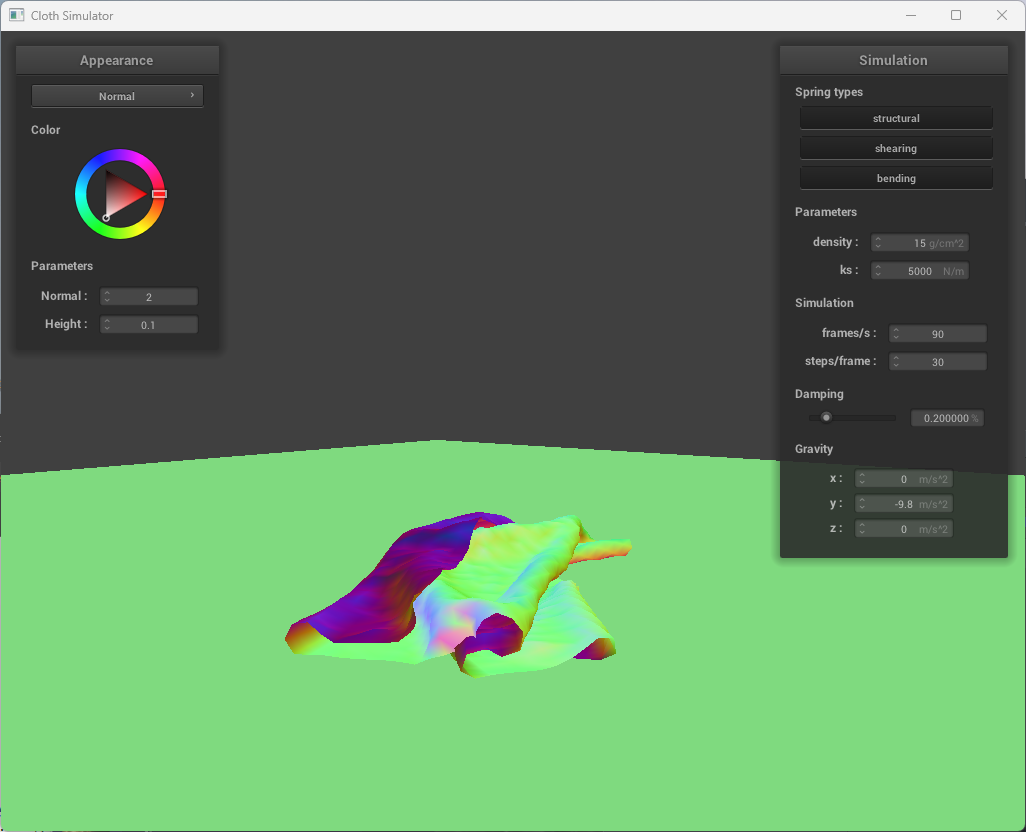 Cloth Simulator
Appearance
Normal
Color
Parameters
Normal : 2
Height : 0.1
Simulation
Spring types
structural
shearing
bending
Parameters
density : 15 g/cm^2
ks : 5000 N/m
Simulation
frames/s : 90
steps/frame : 30
Damping
0.200000 %
Gravity
x : 0 m/s^2
y : -9.8 m/s^2
z : 0 m/s^2